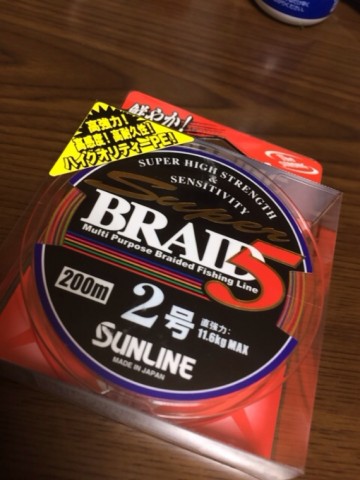 鮮やか!
高強力!
高感度! 高耐久性!
ハイクオリティーPE!
SUPER HIGH STRENGTH
&
SENSITIVITY
Super
BRAID 5
Multi Purpose Braided Fishing Line
200m
2号
直強力:
11.6kg MAX
SUNLINE
MADE IN JAPAN